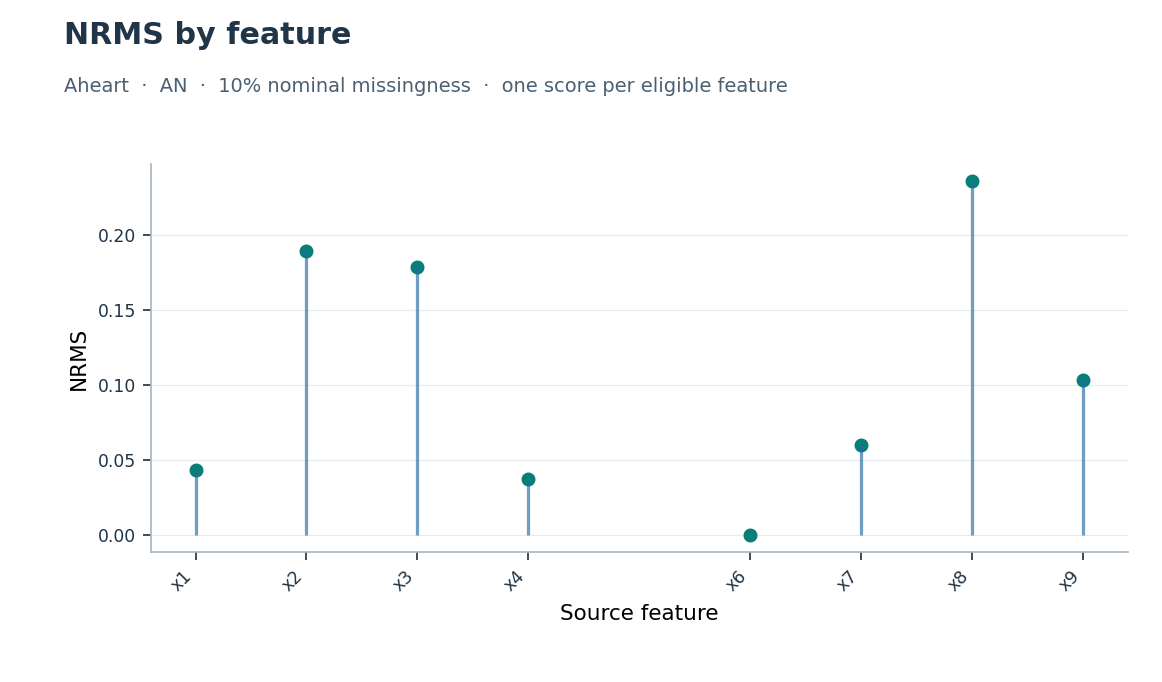 NRMS by feature
Aheart · AN · 10% nominal missingness · one score per eligible feature
0.20
0.15
0.10
0.05
0.00
NRMS
x1 x2 x3 x4 x6 x7 x8 x9
Source feature